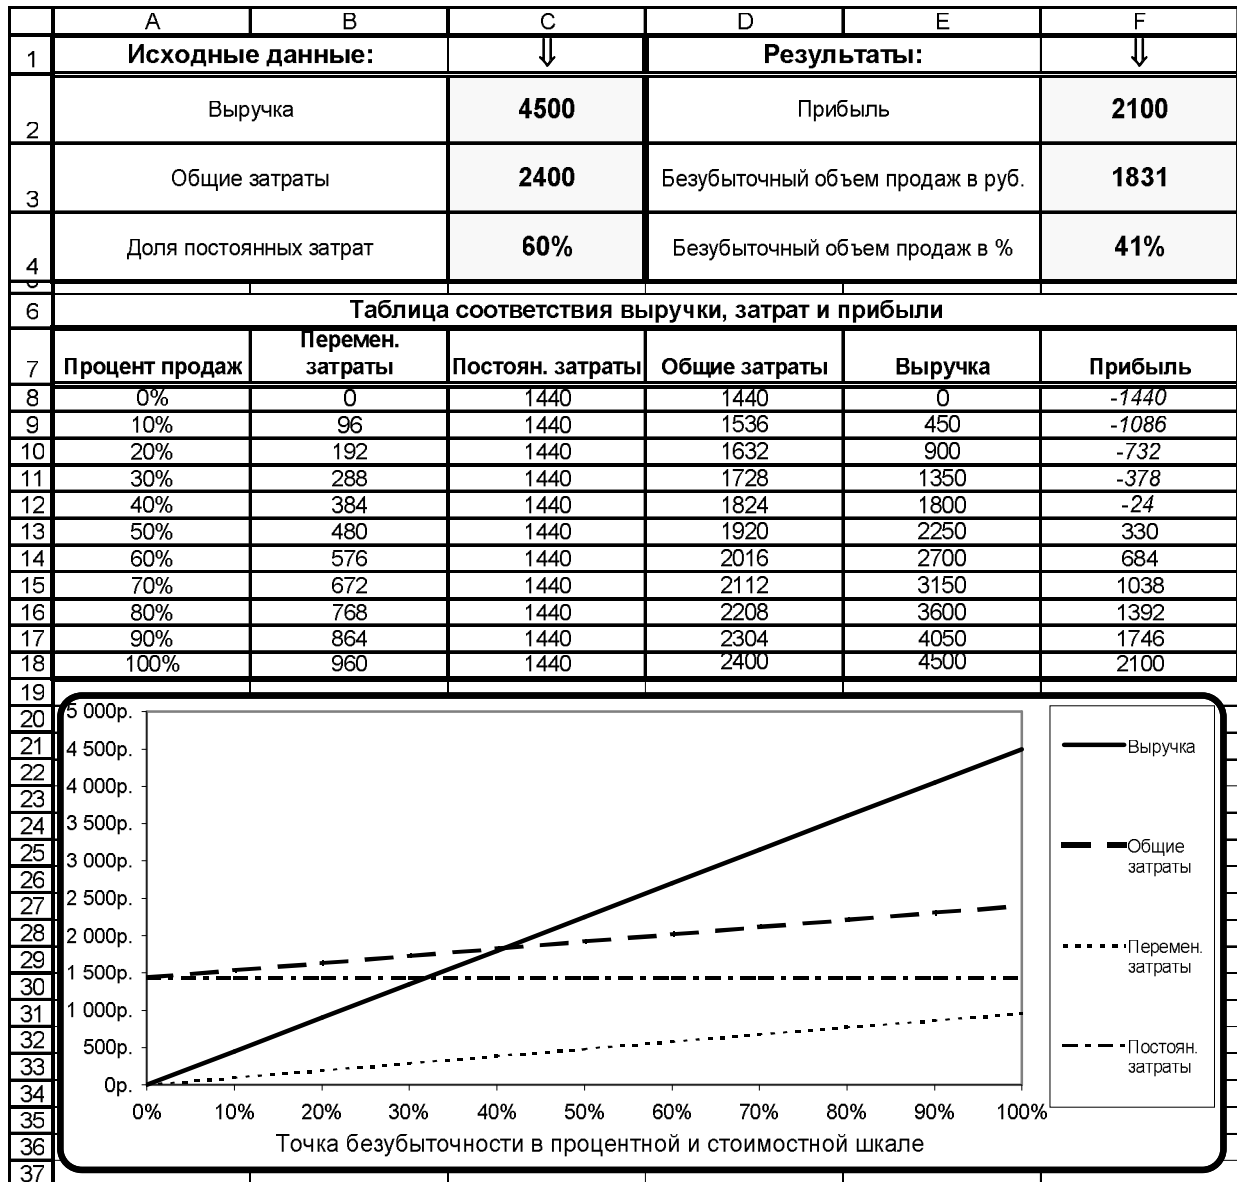 A B C D E F
1 Исходные данные: ⇓ Результаты: ⇓
2 Выручка 4500 Прибыль 2100
3 Общие затраты 2400 Безубыточный объем продаж в руб. 1831
4 Доля постоянных затрат 60% Безубыточный объем продаж в % 41%
6 Таблица соответствия выручки, затрат и прибыли
7 Процент продаж Перемен. затраты Постоян. затраты Общие затраты Выручка Прибыль
8 0% 0 1440 1440 0 -1440
9 10% 96 1440 1536 450 -1086
10 20% 192 1440 1632 900 -732
11 30% 288 1440 1728 1350 -378
12 40% 384 1440 1824 1800 -24
13 50% 480 1440 1920 2250 330
14 60% 576 1440 2016 2700 684
15 70% 672 1440 2112 3150 1038
16 80% 768 1440 2208 3600 1392
17 90% 864 1440 2304 4050 1746
18 100% 960 1440 2400 4500 2100
19
20
21
22
23
24
25
26
27
28
29
30
31
32
33
34
35
36
37
5 000р.
4 500р.
4 000р.
3 500р.
3 000р.
2 500р.
2 000р.
1 500р.
1 000р.
500р.
0р.
0% 10% 20% 30% 40% 50% 60% 70% 80% 90% 100%
Точка безубыточности в процентной и стоимостной шкале
Выручка
Общие
затраты
Перемен.
затраты
Постоян.
затраты